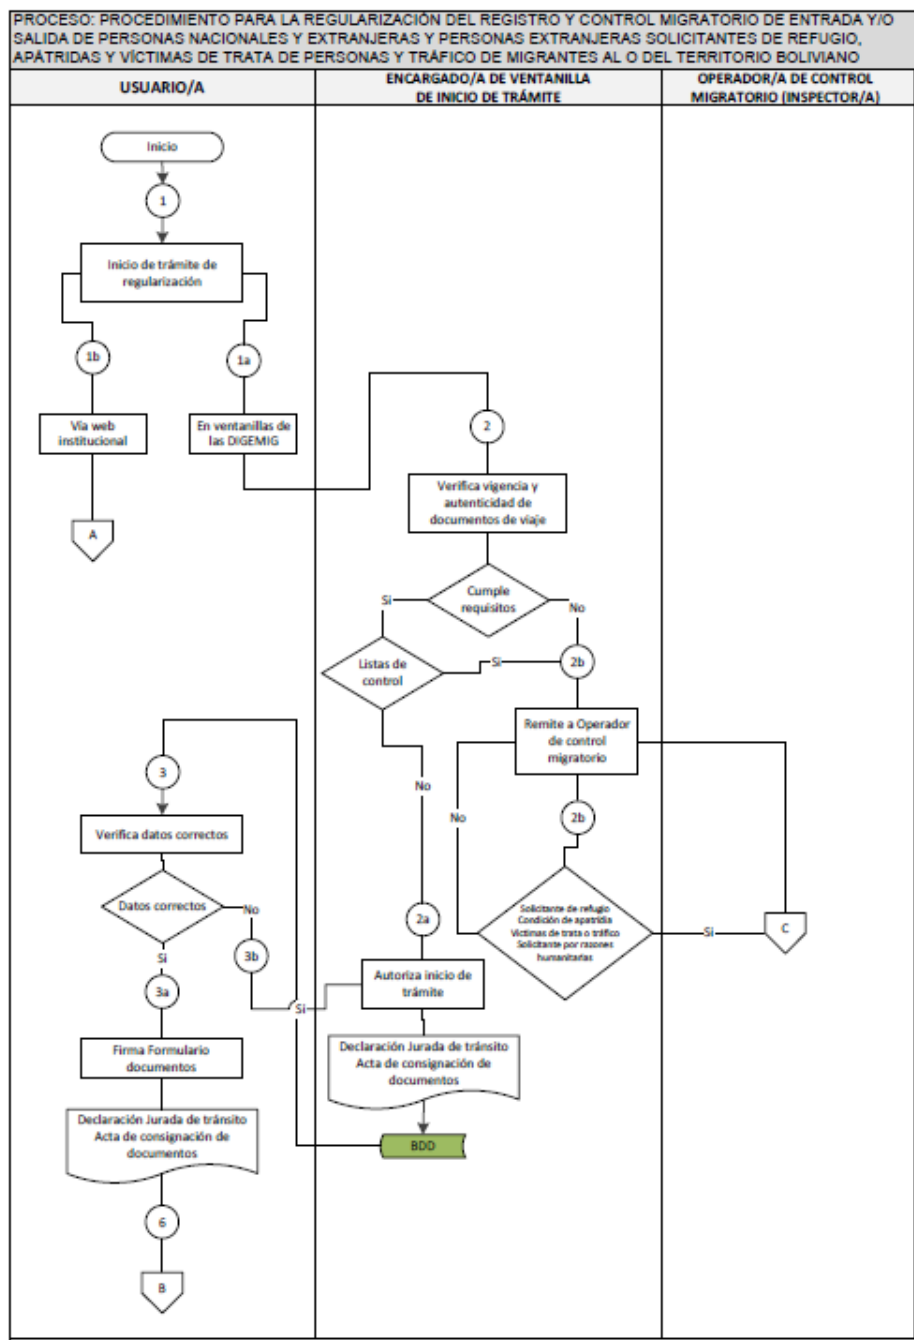 PROCESO: PROCEDIMIENTO PARA LA REGULARIZACIÓN DEL REGISTRO Y CONTROL MIGRATORIO DE ENTRADA Y/O
SALIDA DE PERSONAS NACIONALES Y EXTRANJERAS Y PERSONAS EXTRANJERAS SOLICITANTES DE REFUGIO,
APÁTRIDAS Y VÍCTIMAS DE TRATA DE PERSONAS Y TRÁFICO DE MIGRANTES AL O DEL TERRITORIO BOLIVIANO
USUARIO/A
ENCARGADO/A DE VENTANILLA
DE INICIO DE TRÁMITE
OPERADOR/A DE CONTROL
MIGRATORIO (INSPECTOR/A)
Inicio
1
Inicio de trámite de
regularización
1b
1a
Vía web
institucional
En ventanillas de
las DIGEMIG
A
2
Verifica vigencia y
autenticidad de
documentos de viaje
Cumple
requisitos
Si
No
Listas de
control
Si
2b
Remite a Operador
de control
migratorio
No
No
2b
Solicitante de refugio
Condición de apatridia
Víctimas de trata o tráfico
Solicitante por razones
humanitarias
Si
C
2a
Autoriza inicio de
trámite
Si
Declaración Jurada de tránsito
Acta de consignación de
documentos
BDD
3
Verifica datos correctos
Datos correctos
No
3b
Si
3a
Firma Formulario
documentos
Declaración Jurada de tránsito
Acta de consignación de
documentos
6
B